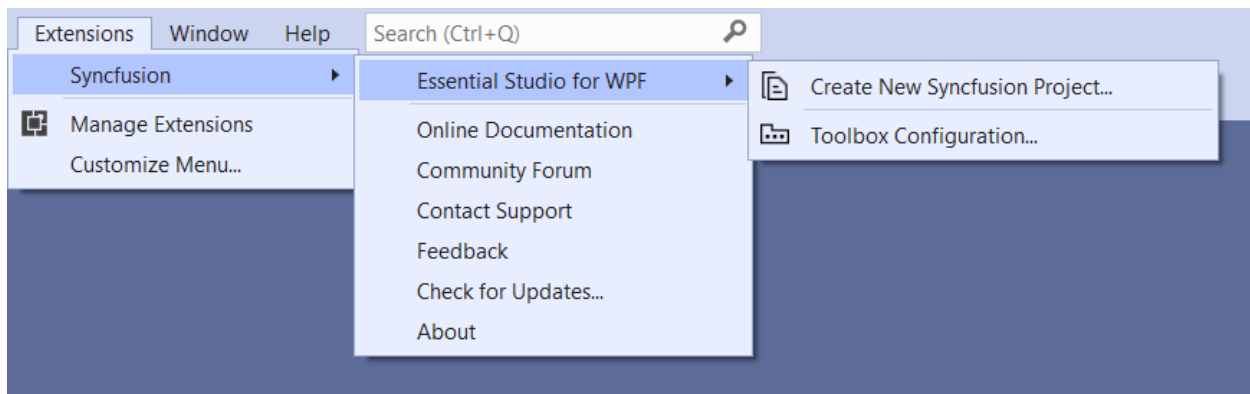 Extensions Window Help Search (Ctrl+Q)
Syncfusion
Manage Extensions
Customize Menu...
Essential Studio for WPF
Online Documentation
Community Forum
Contact Support
Feedback
Check for Updates...
About
Create New Syncfusion Project...
Toolbox Configuration...